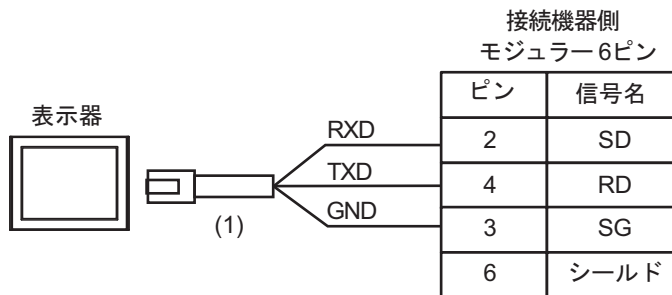 接続機器側
モジュラー 6ピン
ピン 信号名
表示器
RXD 2 SD
TXD 4 RD
(1) GND 3 SG
6 シールド